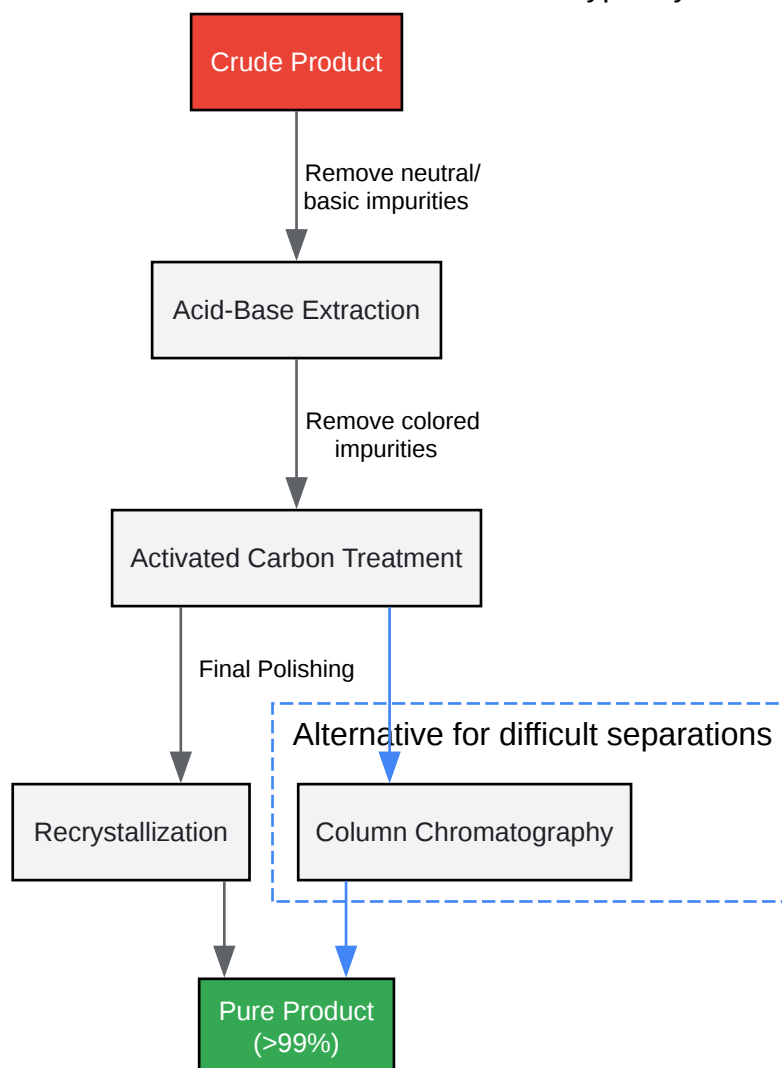 Crude Product
Remove neutral/
basic impurities
Acid-Base Extraction
Remove colored
impurities
Activated Carbon Treatment
Final Polishing
Alternative for difficult separations
Recrystallization
Column Chromatography
Pure Product
(>99%)